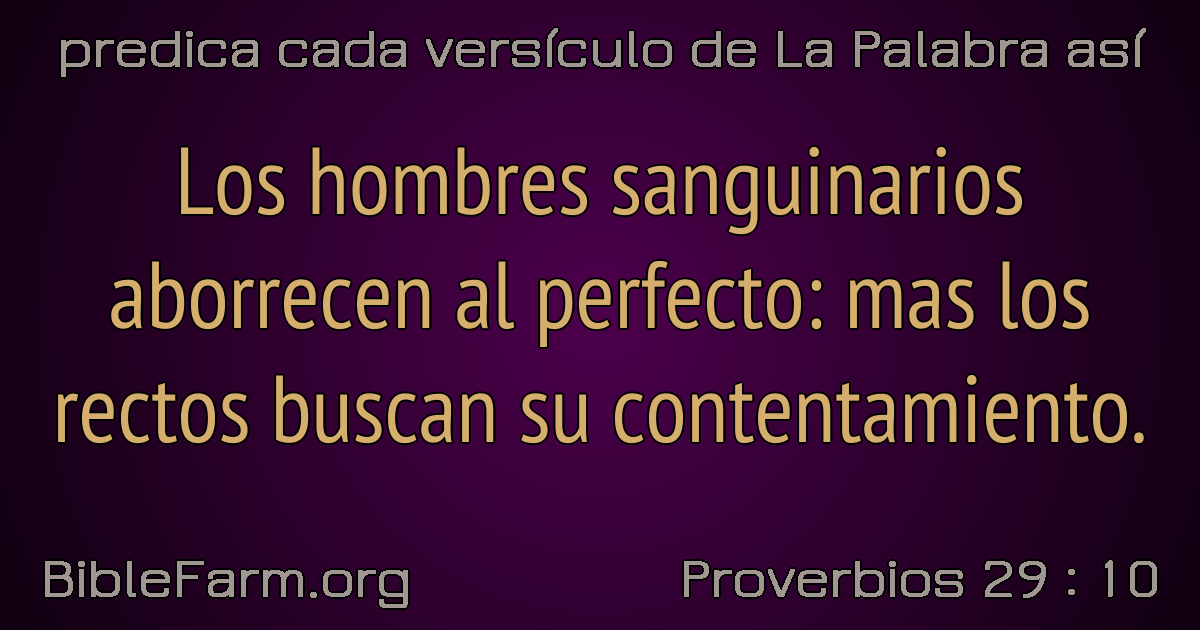 predica cada versículo de La Palabra así
Los hombres sanguinarios
aborrecen al perfecto: mas los
rectos buscan su contentamiento.
BibleFarm.org
Proverbios 29 : 10